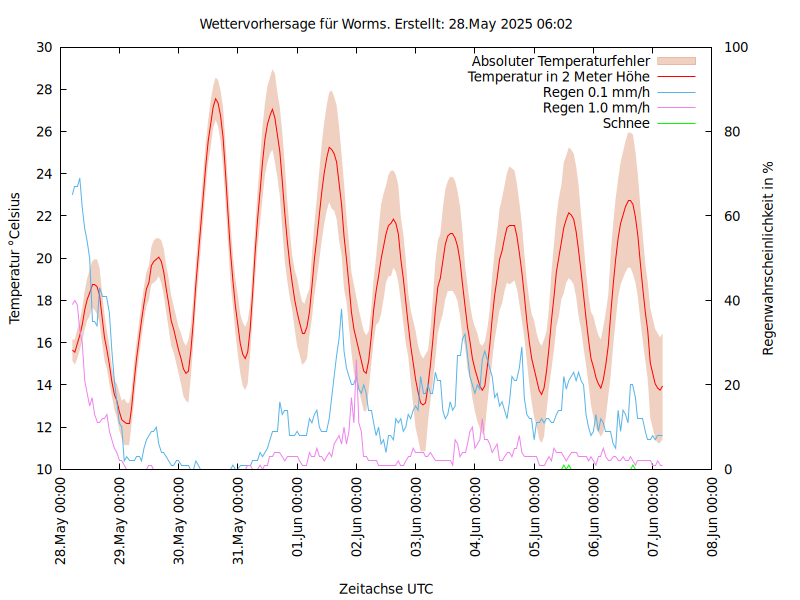 Wettervorhersage für Worms. Erstellt: 28.May 2025 06:02
30
28
26
24
22
20
18
16
14
12
10
Temperatur °Celsius
100
80
60
40
20
0
Regenwahrscheinlichkeit in %
Absoluter Temperaturfehler
Temperatur in 2 Meter Höhe
Regen 0.1 mm/h
Regen 1.0 mm/h
Schnee
28.May 00:00
29.May 00:00
30.May 00:00
31.May 00:00
01.Jun 00:00
02.Jun 00:00
03.Jun 00:00
04.Jun 00:00
05.Jun 00:00
06.Jun 00:00
07.Jun 00:00
08.Jun 00:00
Zeitachse UTC